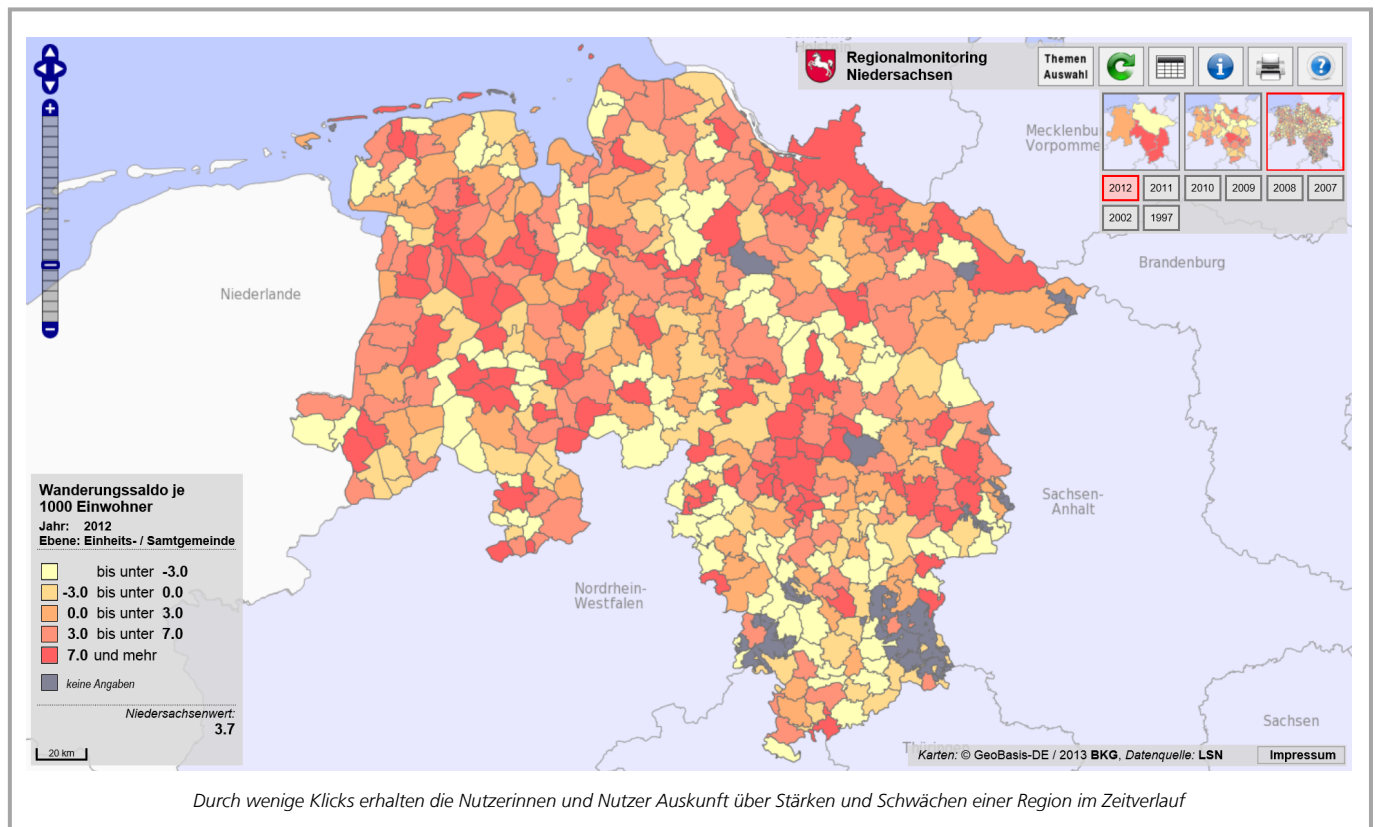 Regionalmonitoring
Niedersachsen
Themen
Auswahl
2012
2011
2010
2009
2008
2007
2002
1997
Holstein
Mecklenbu
Vorpomme
Brandenburg
Niederlande
Sachsen-
Anhalt
Nordrhein-
Westfalen
Sachsen
Thüringen
Wanderungssaldo je
1000 Einwohner
Jahr: 2012
Ebene: Einheits- / Samtgemeinde
bis unter -3.0
-3.0 bis unter 0.0
0.0 bis unter 3.0
3.0 bis unter 7.0
7.0 und mehr
keine Angaben
Niedersachsenwert:
3.7
20 km
Karten: © GeoBasis-DE / 2013 BKG, Datenquelle: LSN
Impressum
Durch wenige Klicks erhalten die Nutzerinnen und Nutzer Auskunft über Stärken und Schwächen einer Region im Zeitverlauf